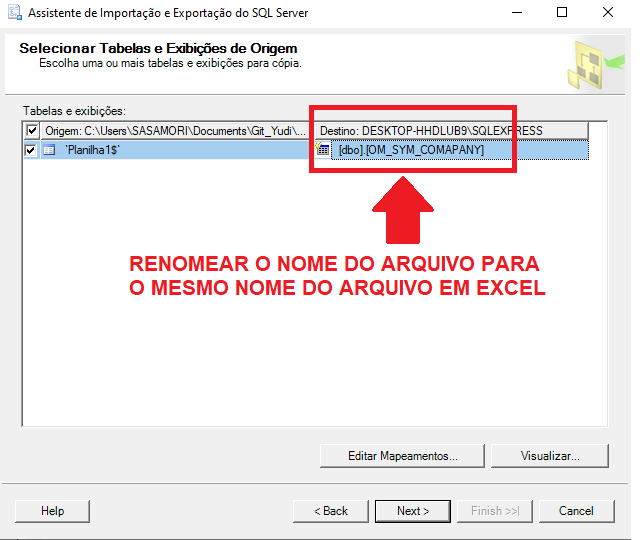 Assistente de Importação e Exportação do SQL Server
Selecionar Tabelas e Exibições de Origem
Escolha uma ou mais tabelas e exibições para cópia.
Tabelas e exibições:
Origem: C:\Users\SASAMORI\Documents\Git_Yudi\... Destino: DESKTOP-HHDLUB9\SQLEXPRESS
`Planilha1$` [dbo].[OM_SYM_COMAPANY]
RENOMEAR O NOME DO ARQUIVO PARA
O MESMO NOME DO ARQUIVO EM EXCEL
Editar Mapeamentos... Visualizar...
Help < Back Next > Finish >>| Cancel